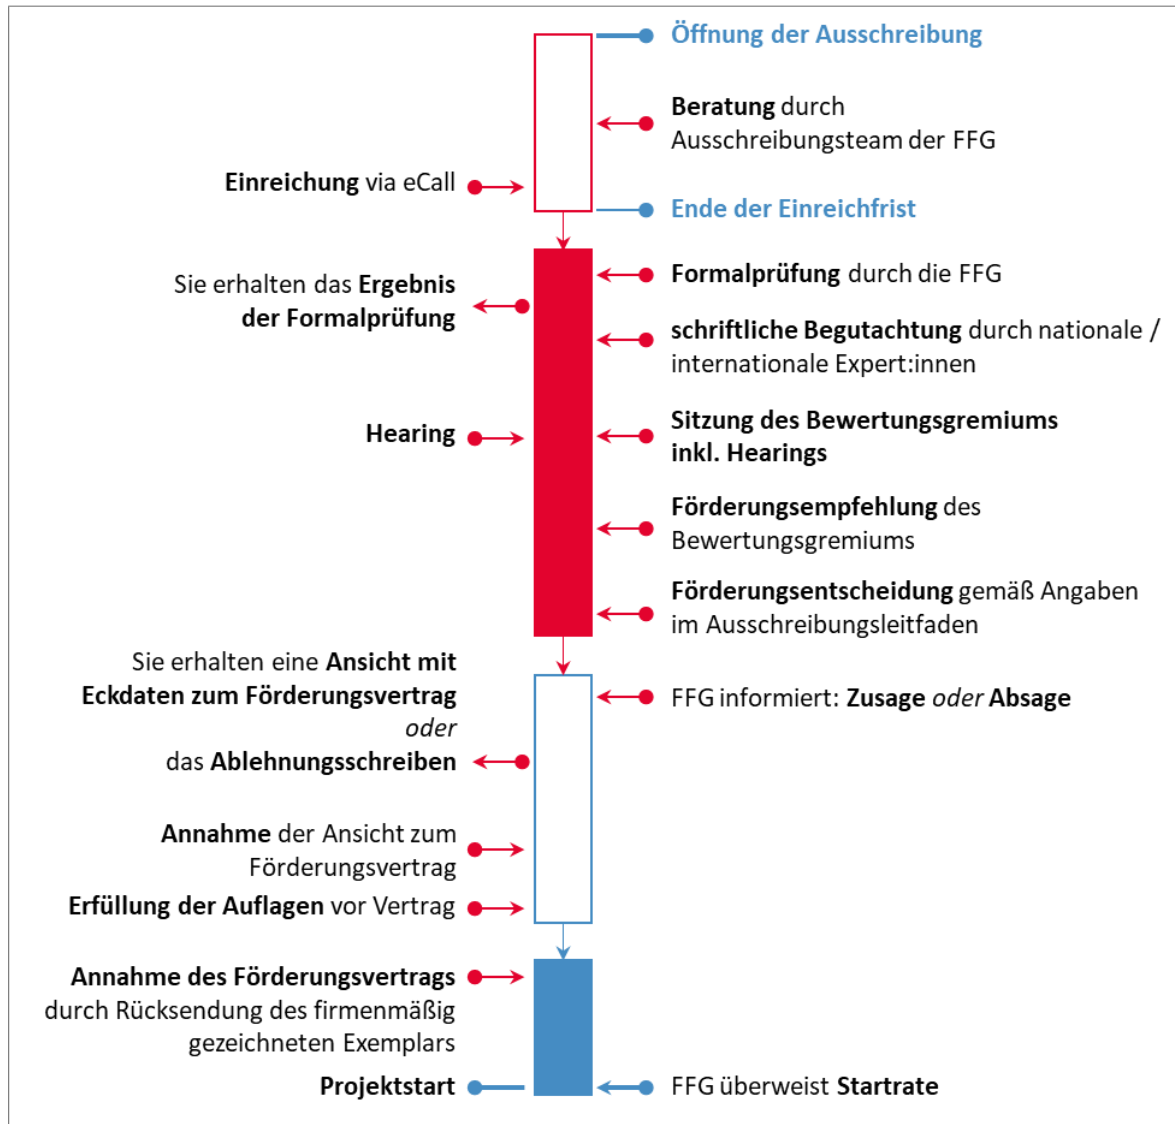 Öffnung der Ausschreibung
Beratung durch
Ausschreibungsteam der FFG
Einreichung via eCall
Ende der Einreichfrist
Formalprüfung durch die FFG
Sie erhalten das Ergebnis
der Formalprüfung
schriftliche Begutachtung durch nationale /
internationale Expert:innen
Hearing
Sitzung des Bewertungsgremiums
inkl. Hearings
Förderungsempfehlung des
Bewertungsgremiums
Förderungsentscheidung gemäß Angaben
im Ausschreibungsleitfaden
Sie erhalten eine Ansicht mit
Eckdaten zum Förderungsvertrag
oder
das Ablehnungsschreiben
FFG informiert: Zusage oder Absage
Annahme der Ansicht zum
Förderungsvertrag
Erfüllung der Auflagen vor Vertrag
Annahme des Förderungsvertrags
durch Rücksendung des firmenmäßig
gezeichneten Exemplars
Projektstart
FFG überweist Startrate